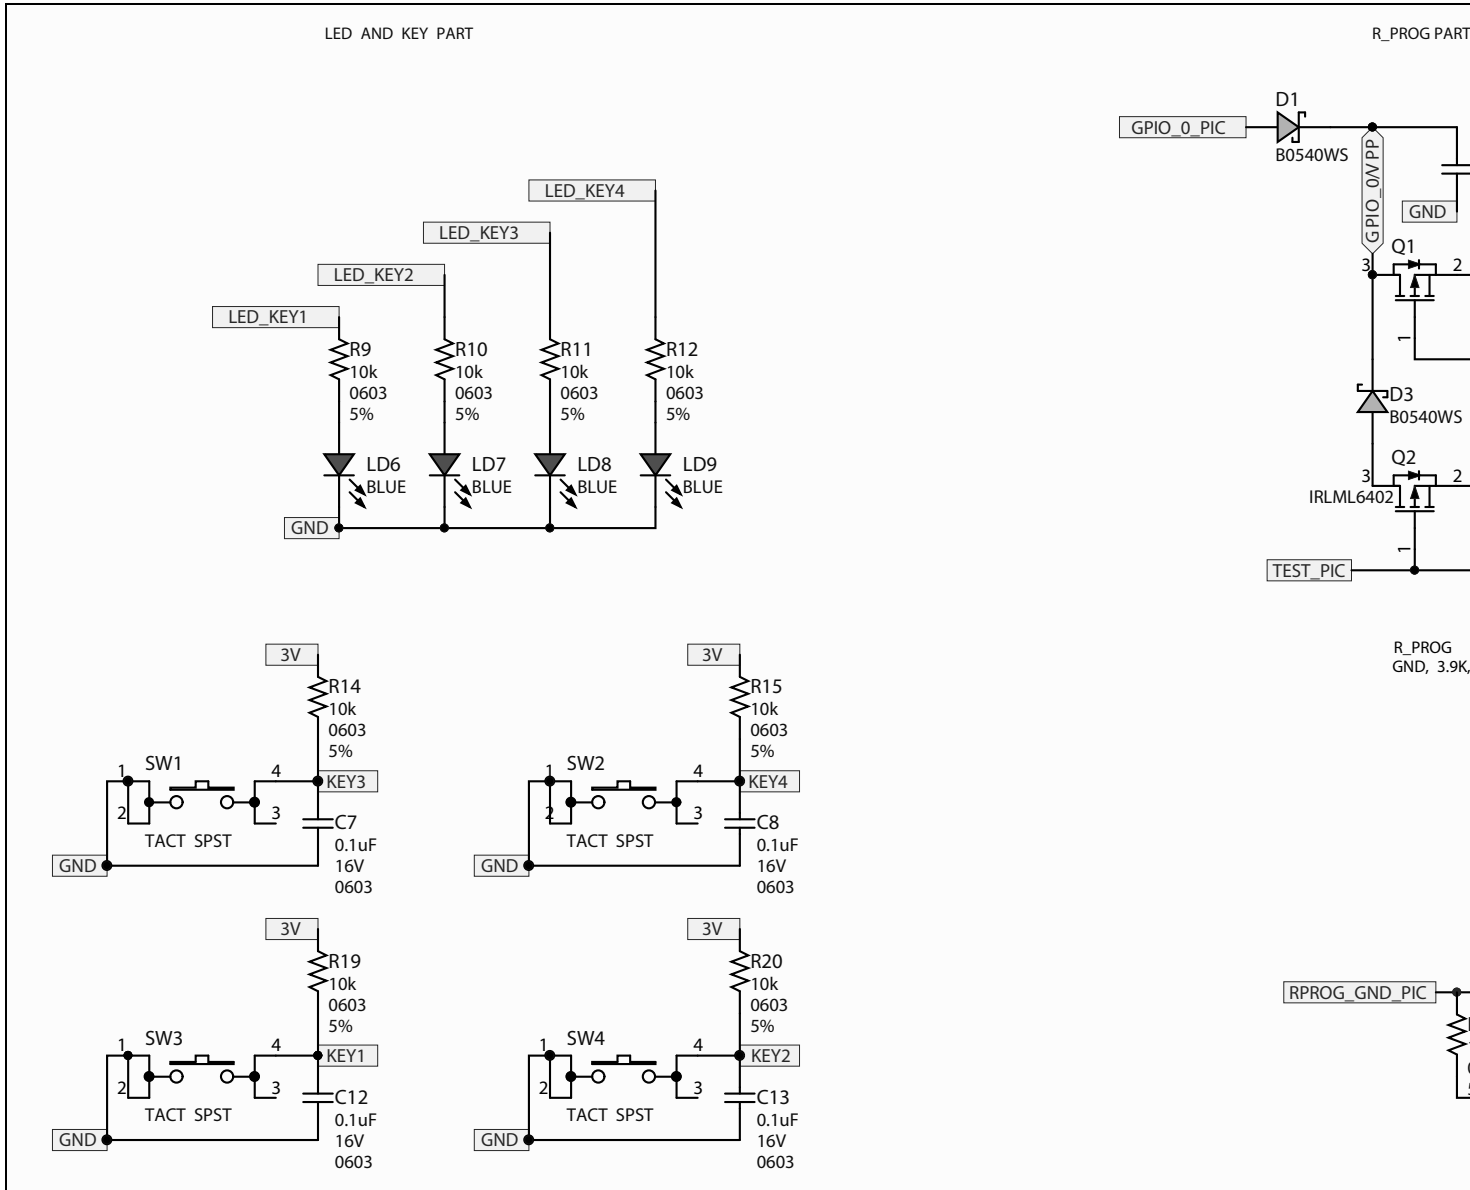 LED AND KEY PART
R_PROG PART
D1
GPIO_0_PIC
B0540WS
GPIO_0/VPP
GND
Q1
3
2
1
D3
B0540WS
Q2
3
2
IRLML6402
1
TEST_PIC
R_PROG
GND, 3.9K,
RPROG_GND_PIC
LED_KEY4
LED_KEY3
LED_KEY2
LED_KEY1
R9
10k
0603
5%
R10
10k
0603
5%
R11
10k
0603
5%
R12
10k
0603
5%
LD6
BLUE
LD7
BLUE
LD8
BLUE
LD9
BLUE
GND
3V
R14
10k
0603
5%
SW1
1
2
4
3
KEY3
TACT SPST
C7
0.1uF
16V
0603
GND
3V
R15
10k
0603
5%
SW2
1
2
4
3
KEY4
TACT SPST
C8
0.1uF
16V
0603
GND
3V
R19
10k
0603
5%
SW3
1
2
4
3
KEY1
TACT SPST
C12
0.1uF
16V
0603
GND
3V
R20
10k
0603
5%
SW4
1
2
4
3
KEY2
TACT SPST
C13
0.1uF
16V
0603
GND